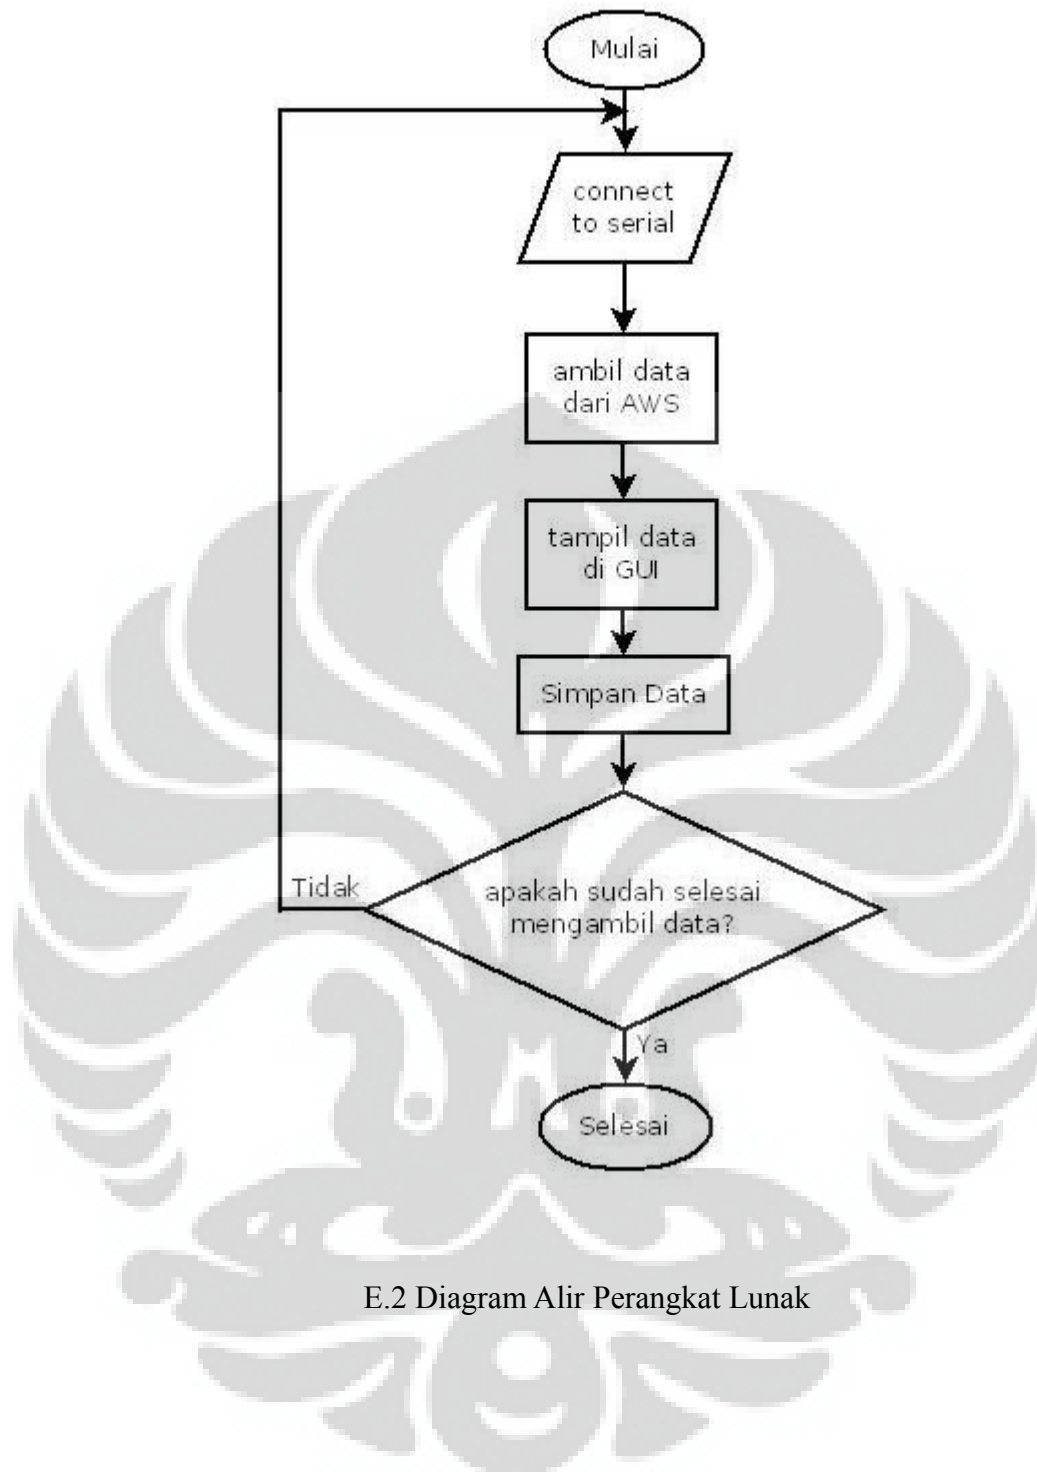 Mulai
connect
to serial
ambil data
dari AWS
tampil data
di GUI
Simpan Data
Tidak
apakah sudah selesai
mengambil data?
Ya
Selesai
E.2 Diagram Alir Perangkat Lunak